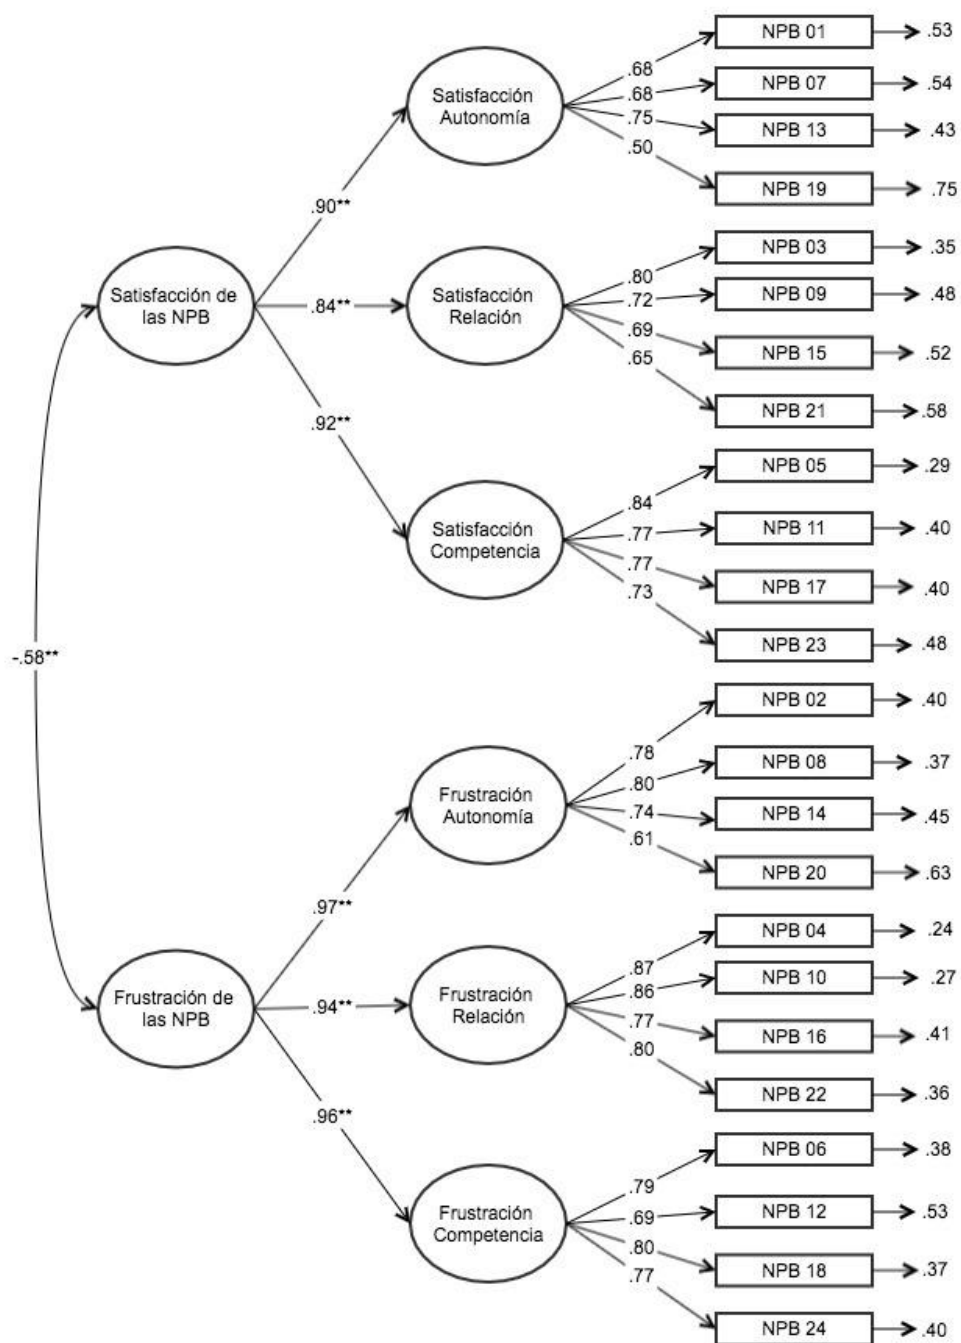 NPB 01
.53
.68
Satisfacción
Autonomía
.68
NPB 07
.54
.75
NPB 13
.43
.50
NPB 19
.75
.90**
NPB 03
.35
.80
Satisfacción de
las NPB
.84**
Satisfacción
Relación
.72
NPB 09
.48
.69
NPB 15
.52
.65
NPB 21
.58
.92**
NPB 05
.29
.84
Satisfacción
Competencia
.77
NPB 11
.40
.77
NPB 17
.40
.73
NPB 23
.48
-.58**
NPB 02
.40
.78
Frustración
Autonomía
.80
NPB 08
.37
.74
NPB 14
.45
.61
NPB 20
.63
.97**
NPB 04
.24
.87
Frustración de
las NPB
.94**
Frustración
Relación
.86
NPB 10
.27
.77
NPB 16
.41
.80
NPB 22
.36
.96**
NPB 06
.38
.79
Frustración
Competencia
.69
NPB 12
.53
.80
NPB 18
.37
.77
NPB 24
.40